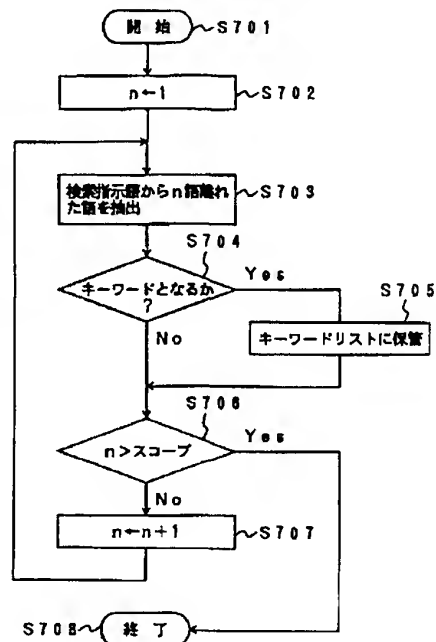 開始
S701
n←1
S702
検索指示語からn語離れ
た語を抽出
S703
S704
キーワードとなるか
?
Yes
No
S705
キーワードリストに保管
S706
n>スコープ
Yes
No
n←n+1
S707
S708
終了